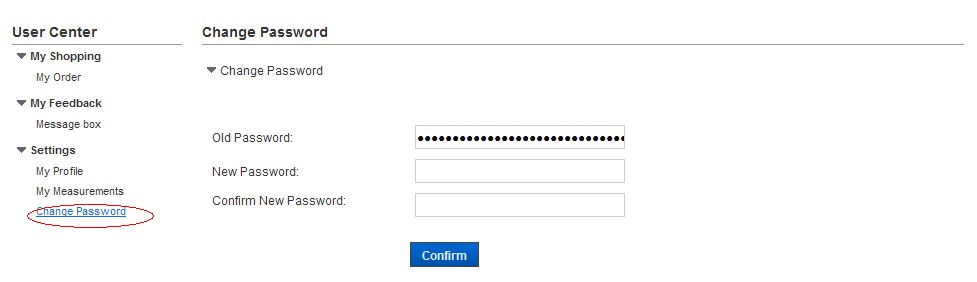 User Center
My Shopping
My Order
My Feedback
Message box
Settings
My Profile
My Measurements
Change Password
Change Password
Change Password
Old Password:
New Password:
Confirm New Password:
Confirm